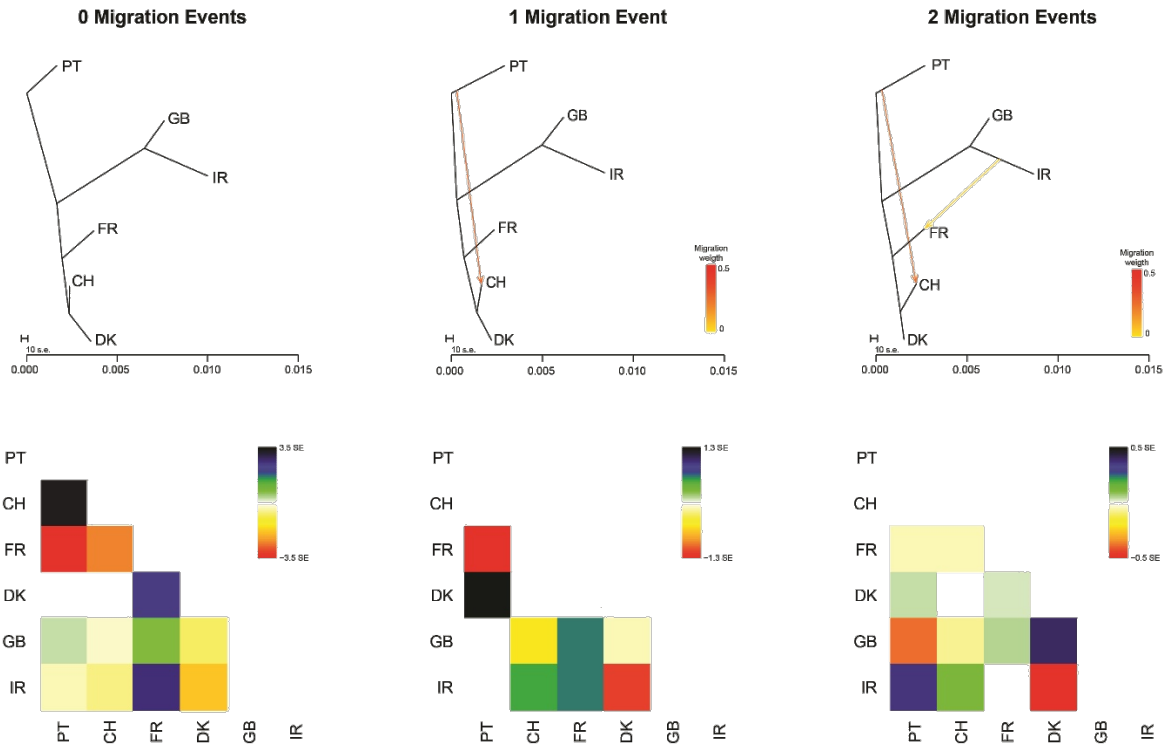 0 Migration Events
1 Migration Event
2 Migration Events
PT
GB
IR
FR
CH
DK
10 s.e.
0.000 0.005 0.010 0.015
PT
GB
IR
FR
CH
DK
Migration
weigth
0.5
0
10 s.e.
0.000 0.005 0.010 0.015
PT
GB
IR
FR
CH
DK
Migration
weigth
0.5
0
10 s.e.
0.000 0.005 0.010 0.015
PT
CH
FR
DK
GB
IR
PT CH FR DK GB IR
3.5 SE
−3.5 SE
PT
CH
FR
DK
GB
IR
PT CH FR DK GB IR
1.3 SE
−1.3 SE
PT
CH
FR
DK
GB
IR
PT CH FR DK GB IR
0.5 SE
−0.5 SE